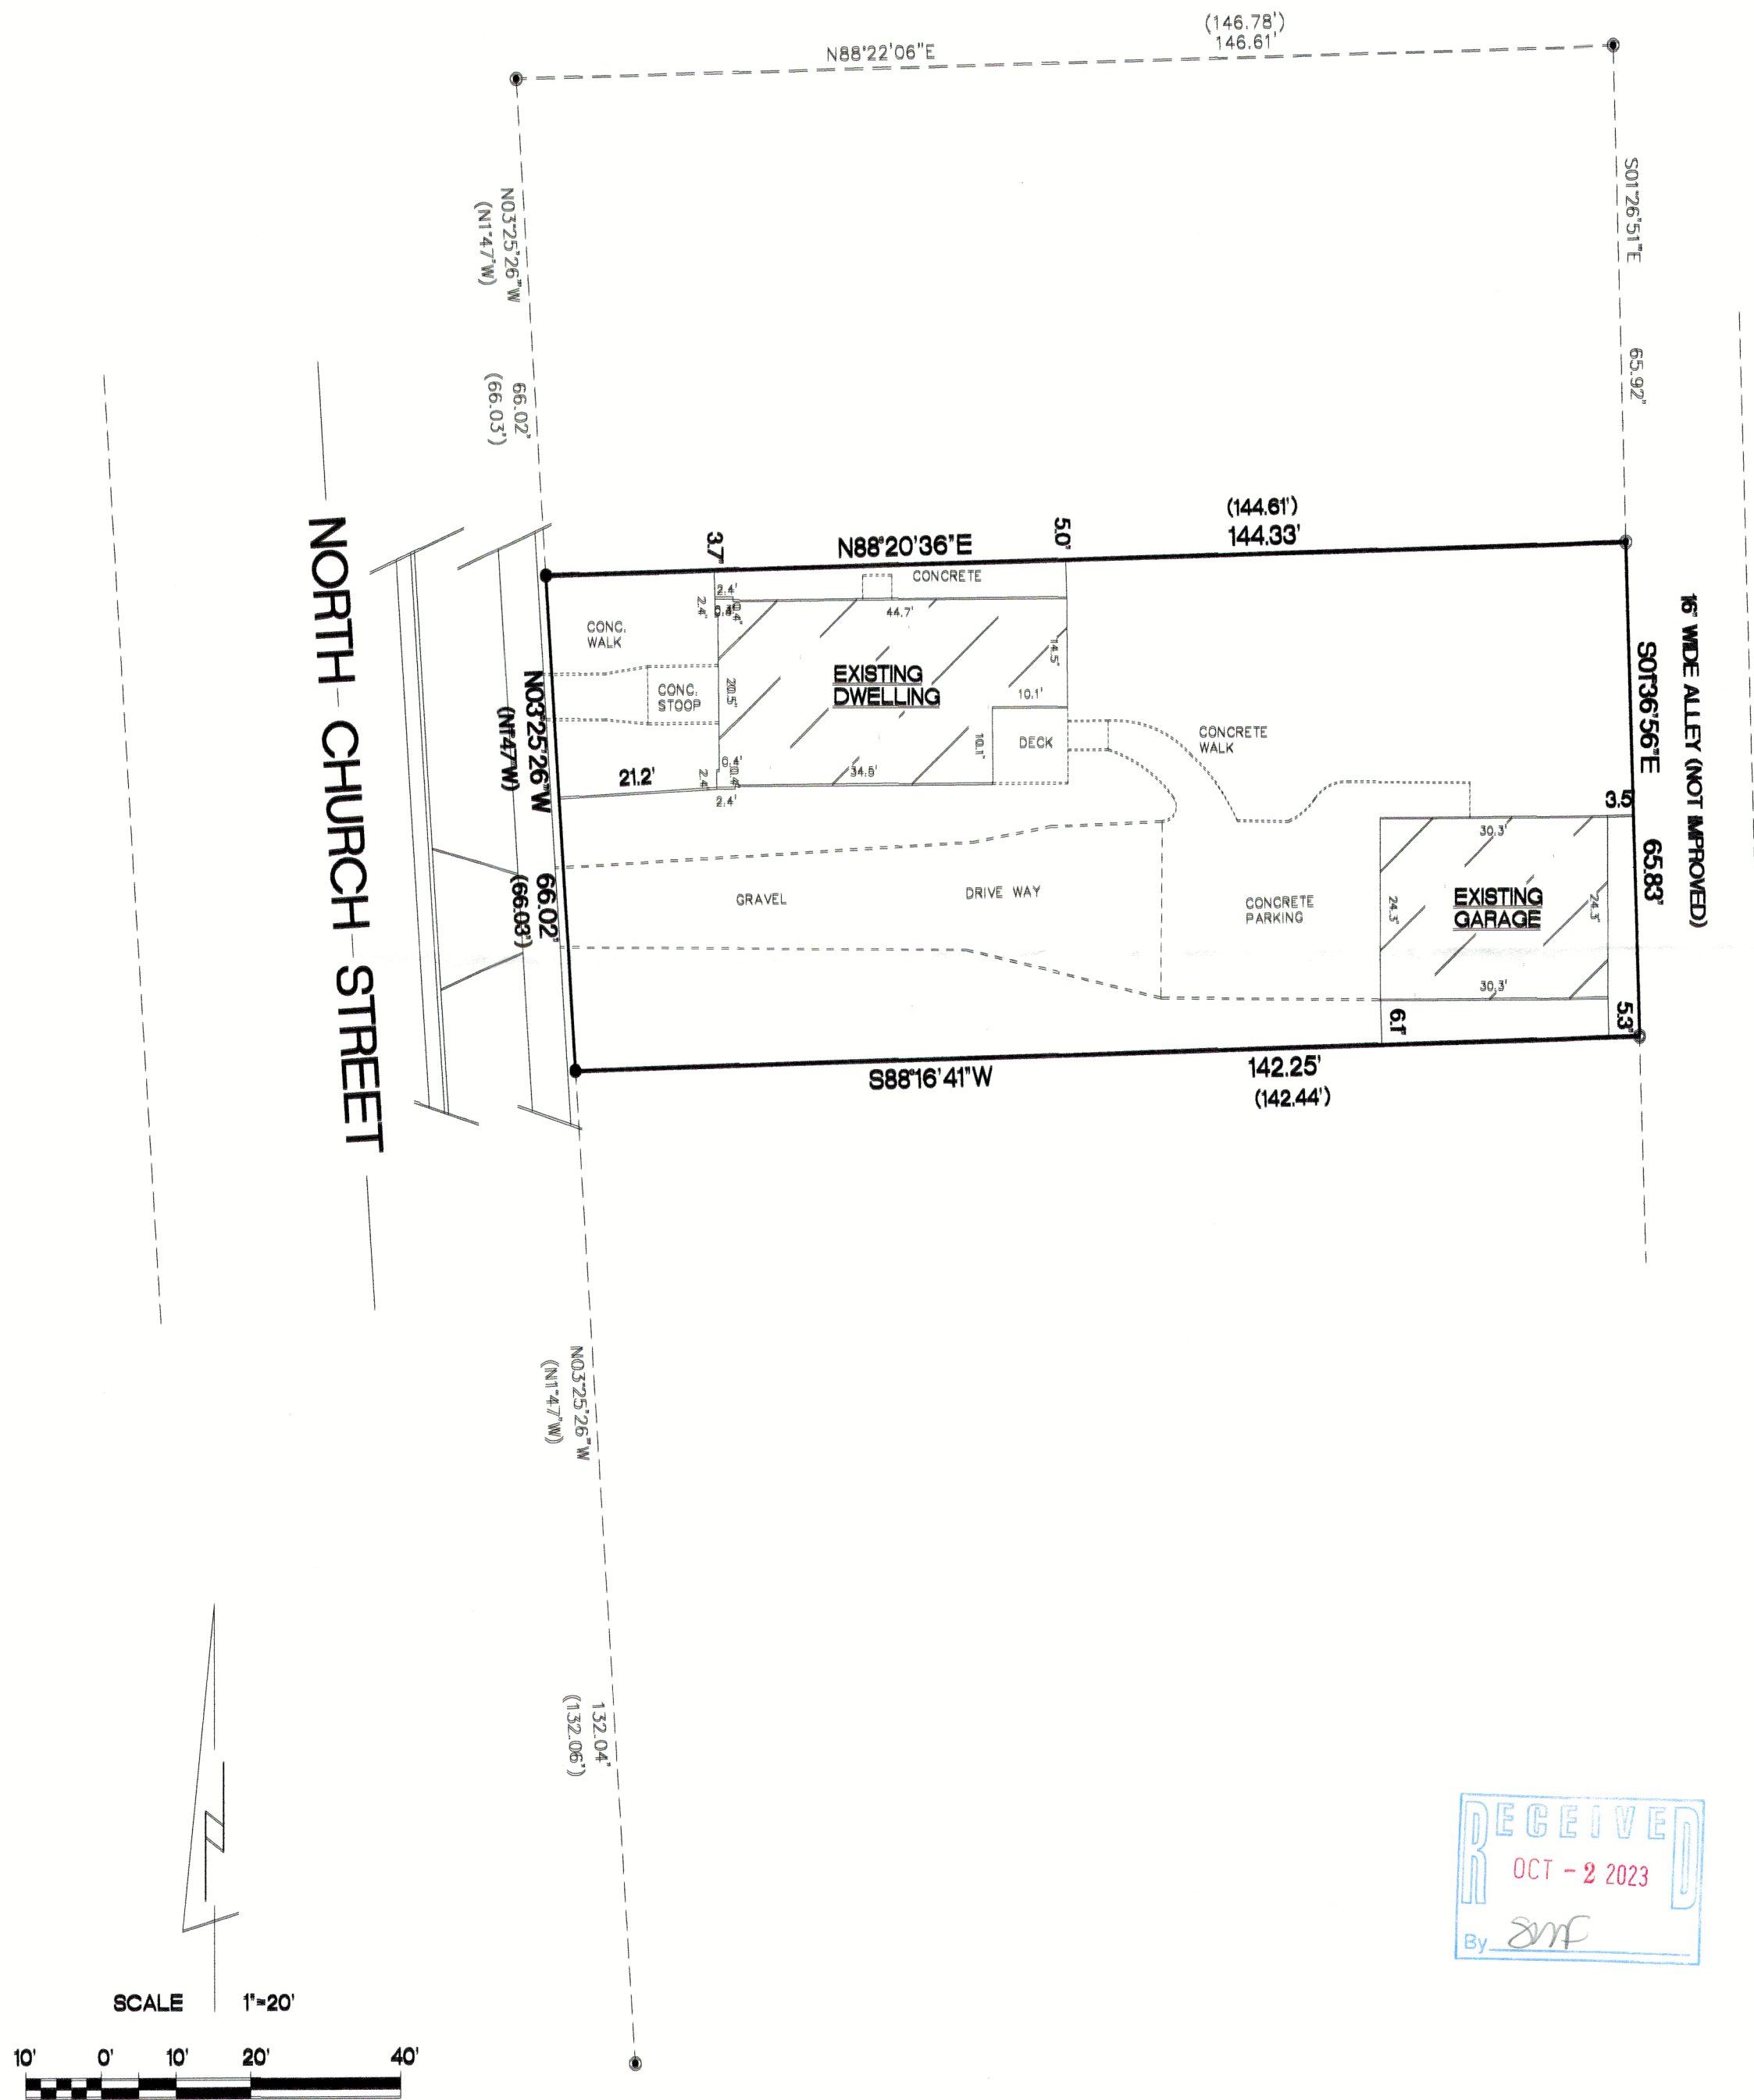 (146.78')
N88°22'06"E 146.61'
S01°26'51"E
65.92'
N03°25'26"W
(N1°47'W)
66.02'
(66.03')
(144.61')
N88°20'36"E 144.33'
3.7'
5.0'
16' WIDE ALLEY (NOT IMPROVED)
S01°36'56"E
65.83'
CONCRETE
2.4'
2.4'
0.4'
44.7'
14.5'
CONC.
WALK
EXISTING
DWELLING
20.5'
CONC.
STOOP
10.1'
10.1'
DECK
CONCRETE
WALK
N03°25'26"W
(N1°47'W)
21.2'
0.4'
0.4'
2.4'
2.4'
34.5'
3.5'
30.3'
66.02'
(66.03')
GRAVEL
DRIVE WAY
CONCRETE
PARKING
24.3'
EXISTING
GARAGE
24.3'
30.3'
6.1'
5.3'
S88°16'41"W 142.25'
(142.44')
NORTH CHURCH STREET
N03°25'26"W
(N1°47'W)
132.04'
(132.06')
RECEIVED
OCT - 2 2023
By SMF
SCALE 1"=20'
10' 0' 10' 20' 40'